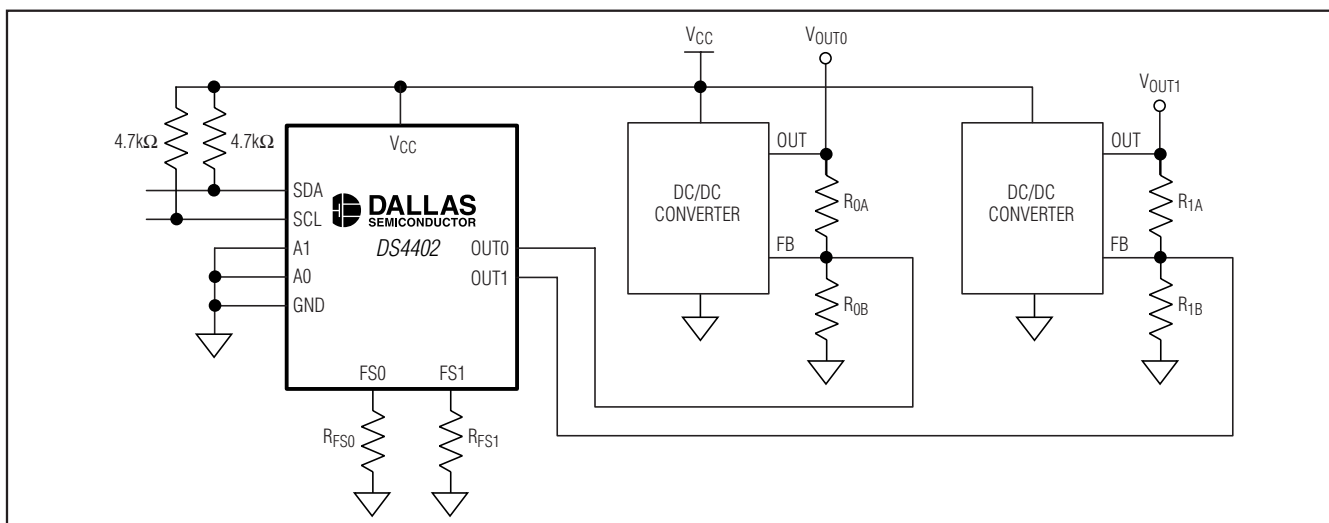 VCC
VOUT0
VOUT1
4.7kΩ
4.7kΩ
VCC
SDA
SCL
A1
A0
GND
DALLAS
SEMICONDUCTOR
DS4402
OUT0
OUT1
FS0
FS1
RFS0
RFS1
DC/DC
CONVERTER
OUT
FB
R0A
R0B
DC/DC
CONVERTER
OUT
FB
R1A
R1B